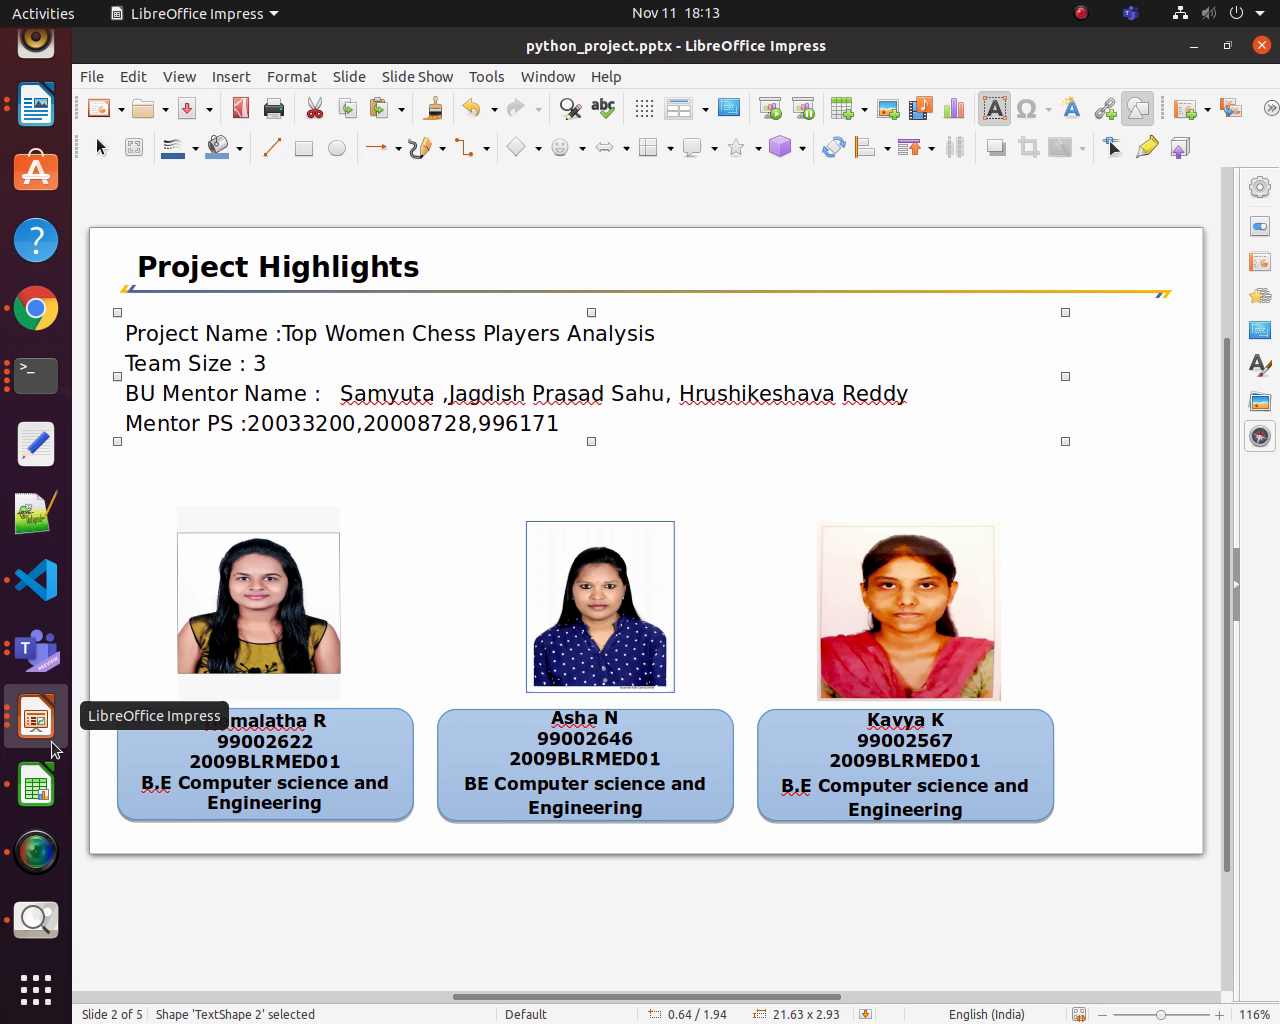 Activities
LibreOffice Impress
Nov 11 18:13
python_project.pptx - LibreOffice Impress
File Edit View Insert Format Slide Slide Show Tools Window Help
Project Highlights
Project Name :Top Women Chess Players Analysis
Team Size : 3
BU Mentor Name : Samyuta ,Jagdish Prasad Sahu, Hrushikeshava Reddy
Mentor PS :20033200,20008728,996171
LibreOffice Impress
malatha R
99002622
2009BLRMED01
B.E Computer science and
Engineering
Asha N
99002646
2009BLRMED01
BE Computer science and
Engineering
Kavya K
99002567
2009BLRMED01
B.E Computer science and
Engineering
Slide 2 of 5
Shape 'TextShape 2' selected
Default
0.64 / 1.94
21.63 x 2.93
English (India)
116%